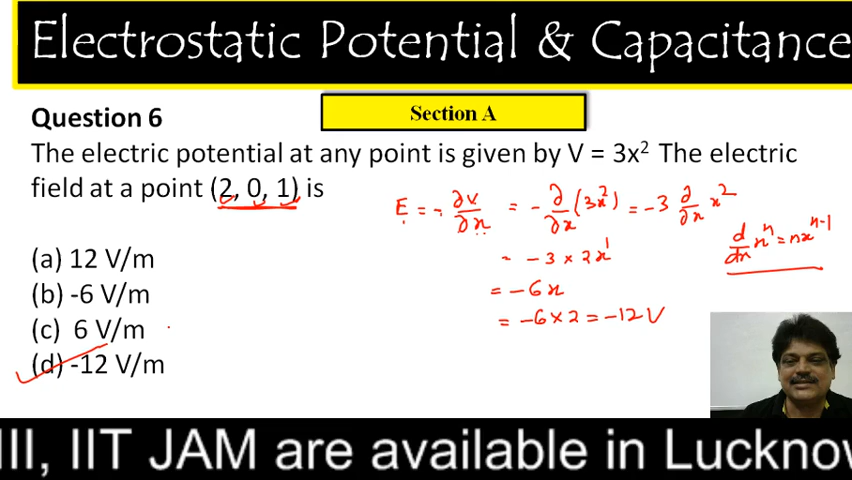 Electrostatic Potential & Capacitance
Question 6
Section A
The electric potential at any point is given by V = 3x² The electric
field at a point (2, 0, 1) is
(a) 12 V/m
(b) -6 V/m
(c) 6 V/m
(d) -12 V/m
E = - ∂V/∂x = - ∂/∂x (3x²) = -3 ∂/∂x x²
= -3 × 2x¹
= -6x
= -6×2 = -12 V
d/dx xⁿ = nxⁿ⁻¹
III, IIT JAM are available in Lucknow